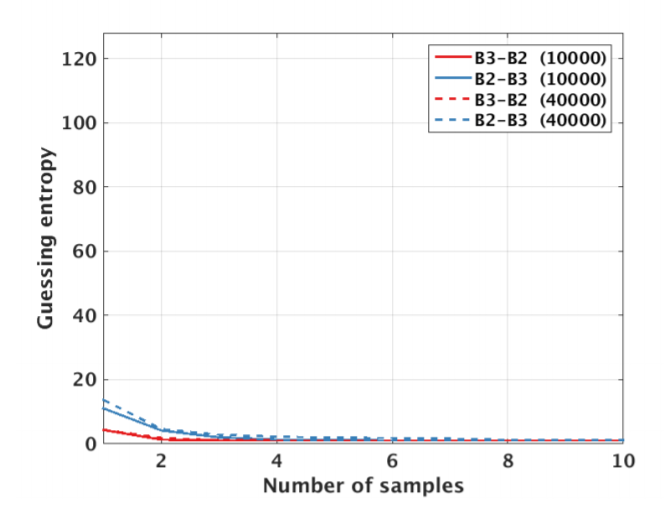 120
100
80
60
40
20
0
Guessing entropy
B3-B2 (10000)
B2-B3 (10000)
B3-B2 (40000)
B2-B3 (40000)
2 4 6 8 10
Number of samples